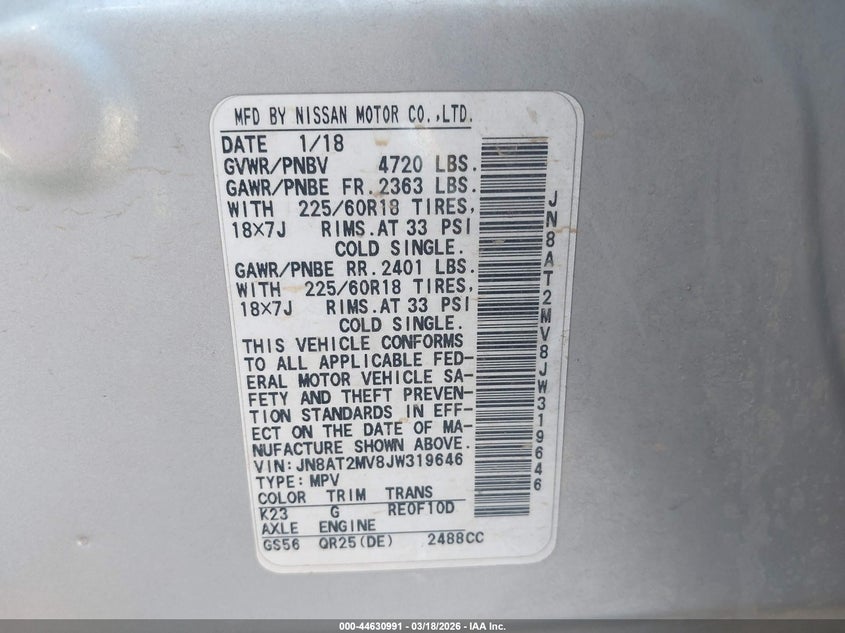 MFD BY NISSAN MOTOR CO.,LTD.
DATE 1/18
GVWR/PNBV 4720 LBS.
GAWR/PNBE FR. 2363 LBS.
WITH 225/60R18 TIRES,
18×7J RIMS.AT 33 PSI
COLD SINGLE.
GAWR/PNBE RR. 2401 LBS.
WITH 225/60R18 TIRES,
18×7J RIMS.AT 33 PSI
COLD SINGLE.
THIS VEHICLE CONFORMS
TO ALL APPLICABLE FED-
ERAL MOTOR VEHICLE SA-
FETY AND THEFT PREVEN-
TION STANDARDS IN EFF-
ECT ON THE DATE OF MA-
NUFACTURE SHOWN ABOVE.
VIN:JN8AT2MV8JW319646
TYPE:MPV
COLOR TRIM TRANS
K23 G RE0F10D
AXLE ENGINE
GS56 QR25(DE) 2488CC
JN8AT2MV8JW319646
000-44630991 — 03/18/2026 — IAA Inc.